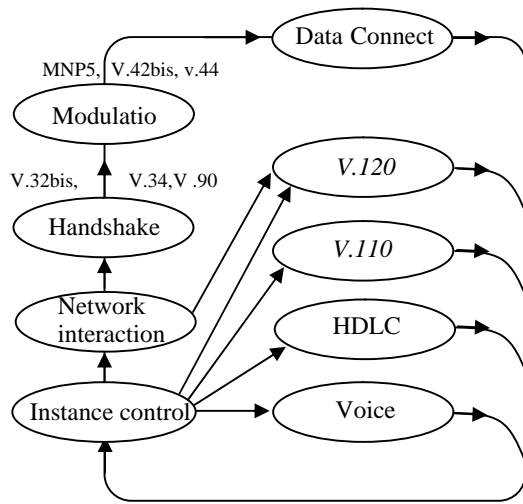 Data Connect
MNP5, V.42bis, v.44
Modulatio
V.120
V.32bis, V.34,V .90
Handshake
V.110
Network
interaction
HDLC
Instance control
Voice